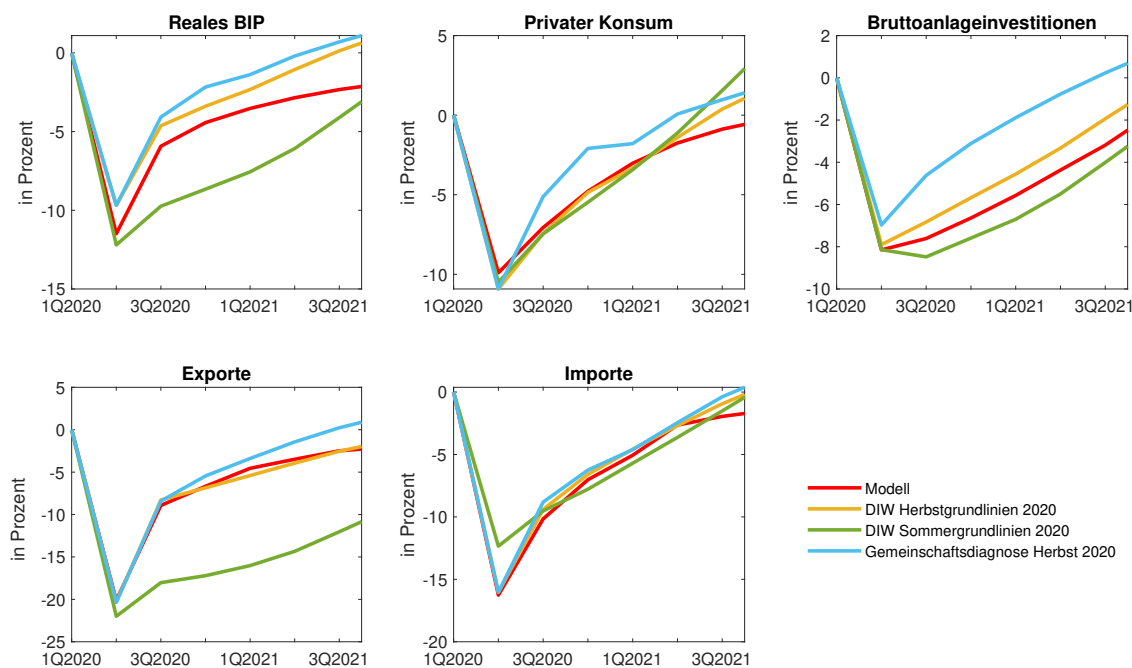 Reales BIP
0
-5
-10
-15
in Prozent
1Q2020
3Q2020
1Q2021
3Q2021
Privater Konsum
5
0
-5
-10
in Prozent
1Q2020
3Q2020
1Q2021
3Q2021
Bruttoanlageinvestitionen
2
0
-2
-4
-6
-8
-10
in Prozent
1Q2020
3Q2020
1Q2021
3Q2021
Exporte
5
0
-5
-10
-15
-20
-25
in Prozent
1Q2020
3Q2020
1Q2021
3Q2021
Importe
0
-5
-10
-15
-20
in Prozent
1Q2020
3Q2020
1Q2021
3Q2021
Modell
DIW Herbstgrundlinien 2020
DIW Sommergrundlinien 2020
Gemeinschaftsdiagnose Herbst 2020